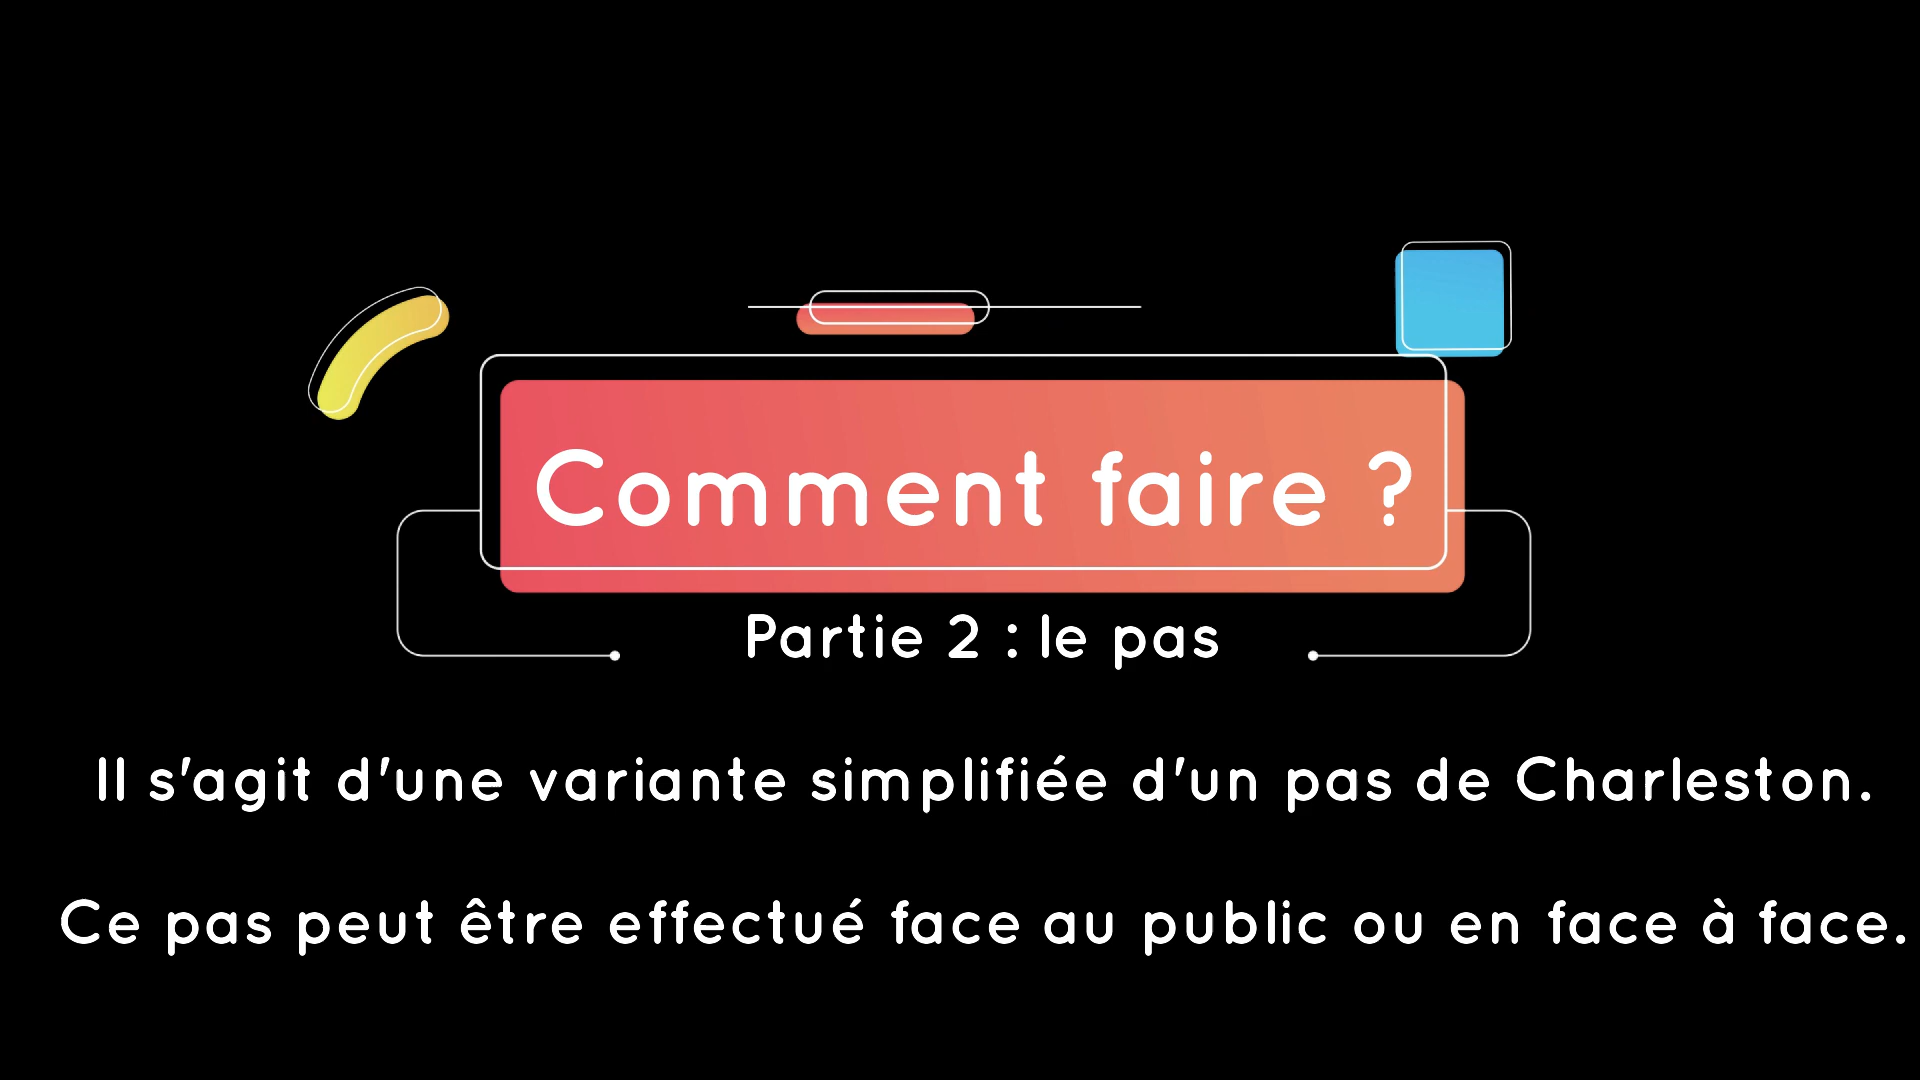 Comment faire ?
Partie 2 : le pas
Il s'agit d'une variante simplifiée d'un pas de Charleston.
Ce pas peut être effectué face au public ou en face à face.